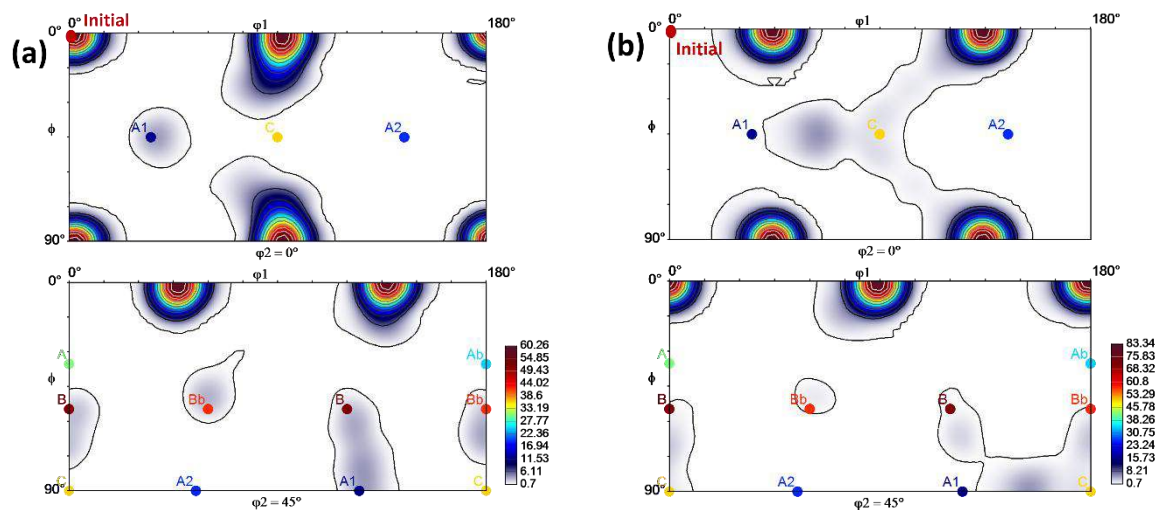 (a)
Initial
0°
φ1
180°
A1
C
A2
ϕ
90°
φ2 = 0°
0°
φ1
180°
A
Ab
ϕ
B
Bb
B
Bb
C
A2
A1
C
90°
φ2 = 45°
60.26
54.85
49.43
44.02
38.6
33.19
27.77
22.36
16.94
11.53
6.11
0.7
(b)
Initial
0°
φ1
180°
A1
C
A2
ϕ
90°
φ2 = 0°
0°
φ1
180°
A
Ab
ϕ
B
Bb
B
Bb
C
A2
A1
C
90°
φ2 = 45°
83.34
75.83
68.32
60.8
53.29
45.78
38.26
30.75
23.24
15.73
8.21
0.7